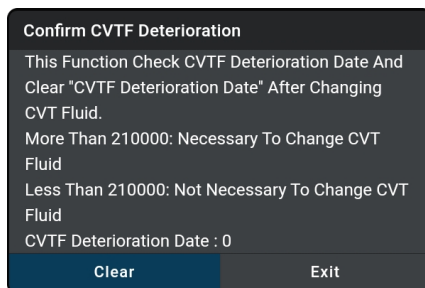 Confirm CVTF Deterioration
This Function Check CVTF Deterioration Date And
Clear "CVTF Deterioration Date" After Changing
CVT Fluid.
More Than 210000: Necessary To Change CVT
Fluid
Less Than 210000: Not Necessary To Change CVT
Fluid
CVTF Deterioration Date : 0
Clear
Exit